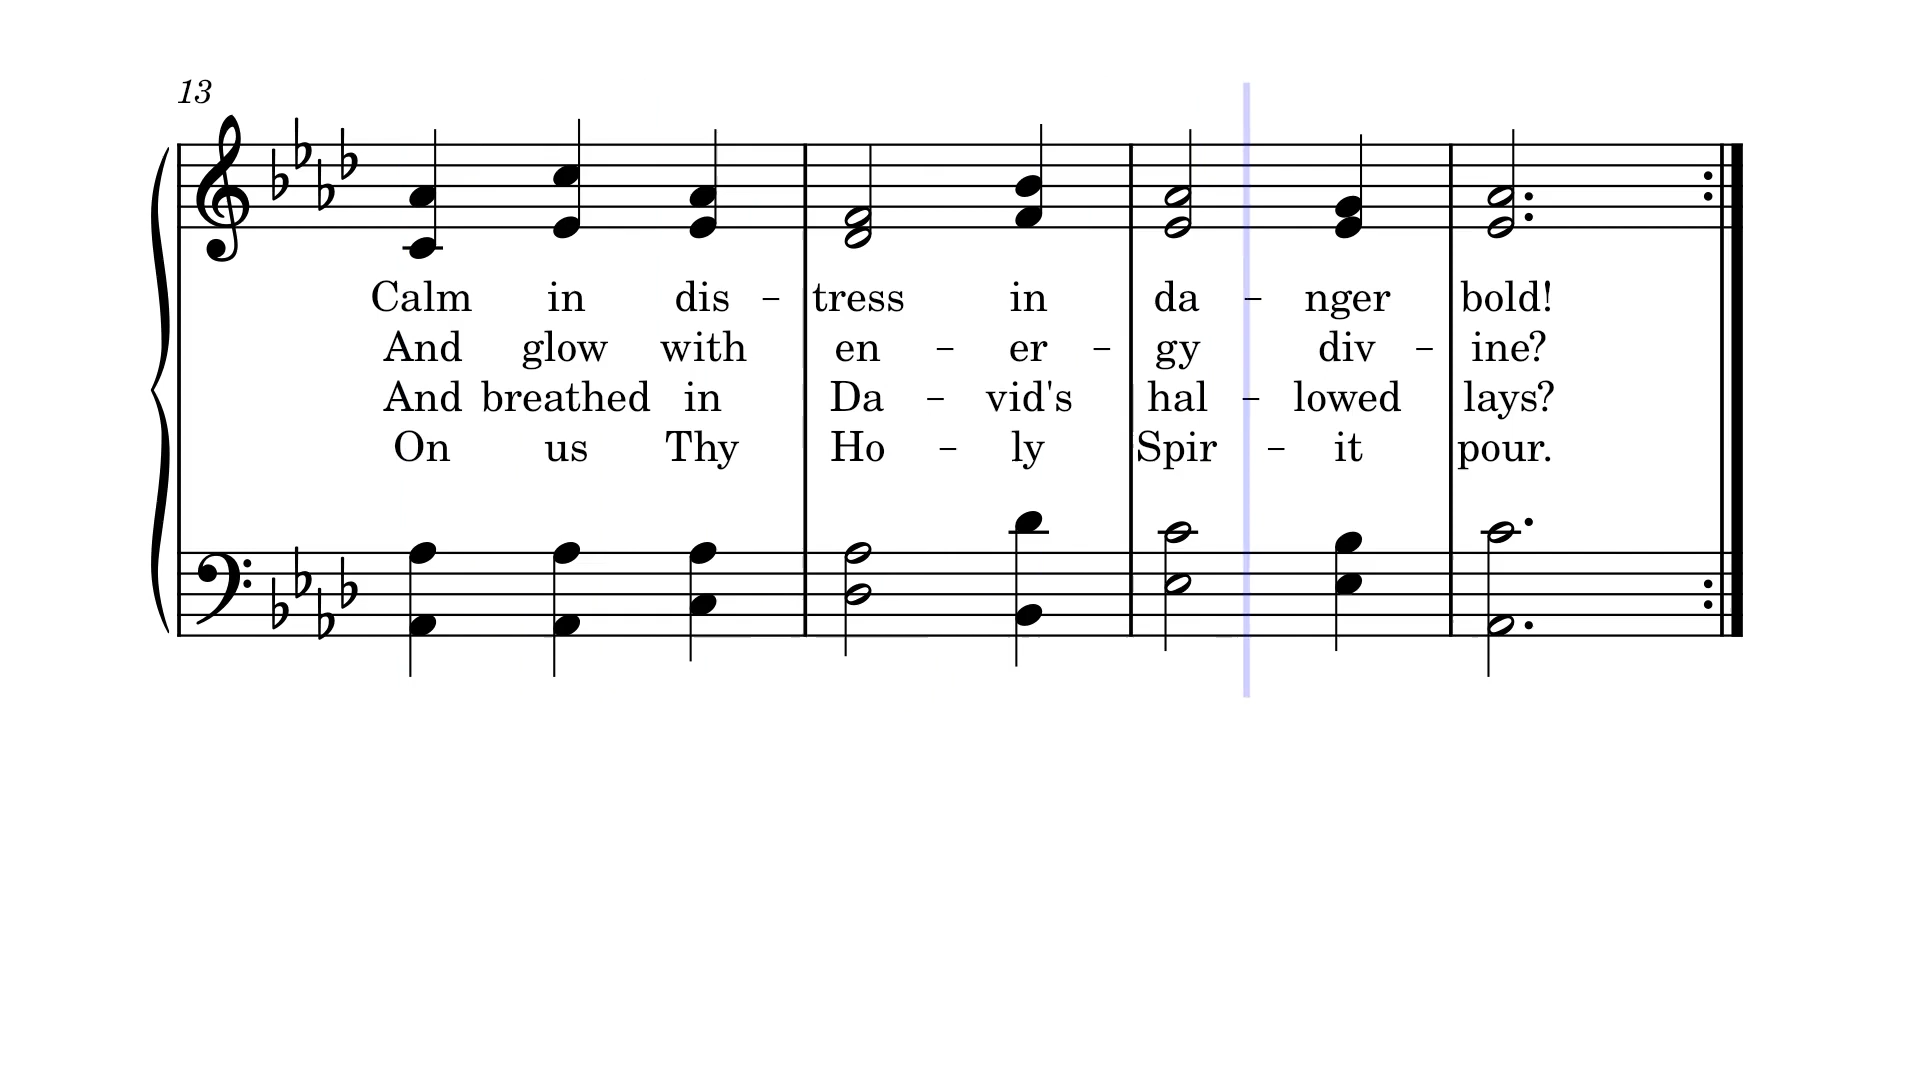 13
Calm in dis - tress in da - nger bold!
And glow with en - er - gy div - ine?
And breathed in Da - vid's hal - lowed lays?
On us Thy Ho - ly Spir - it pour.